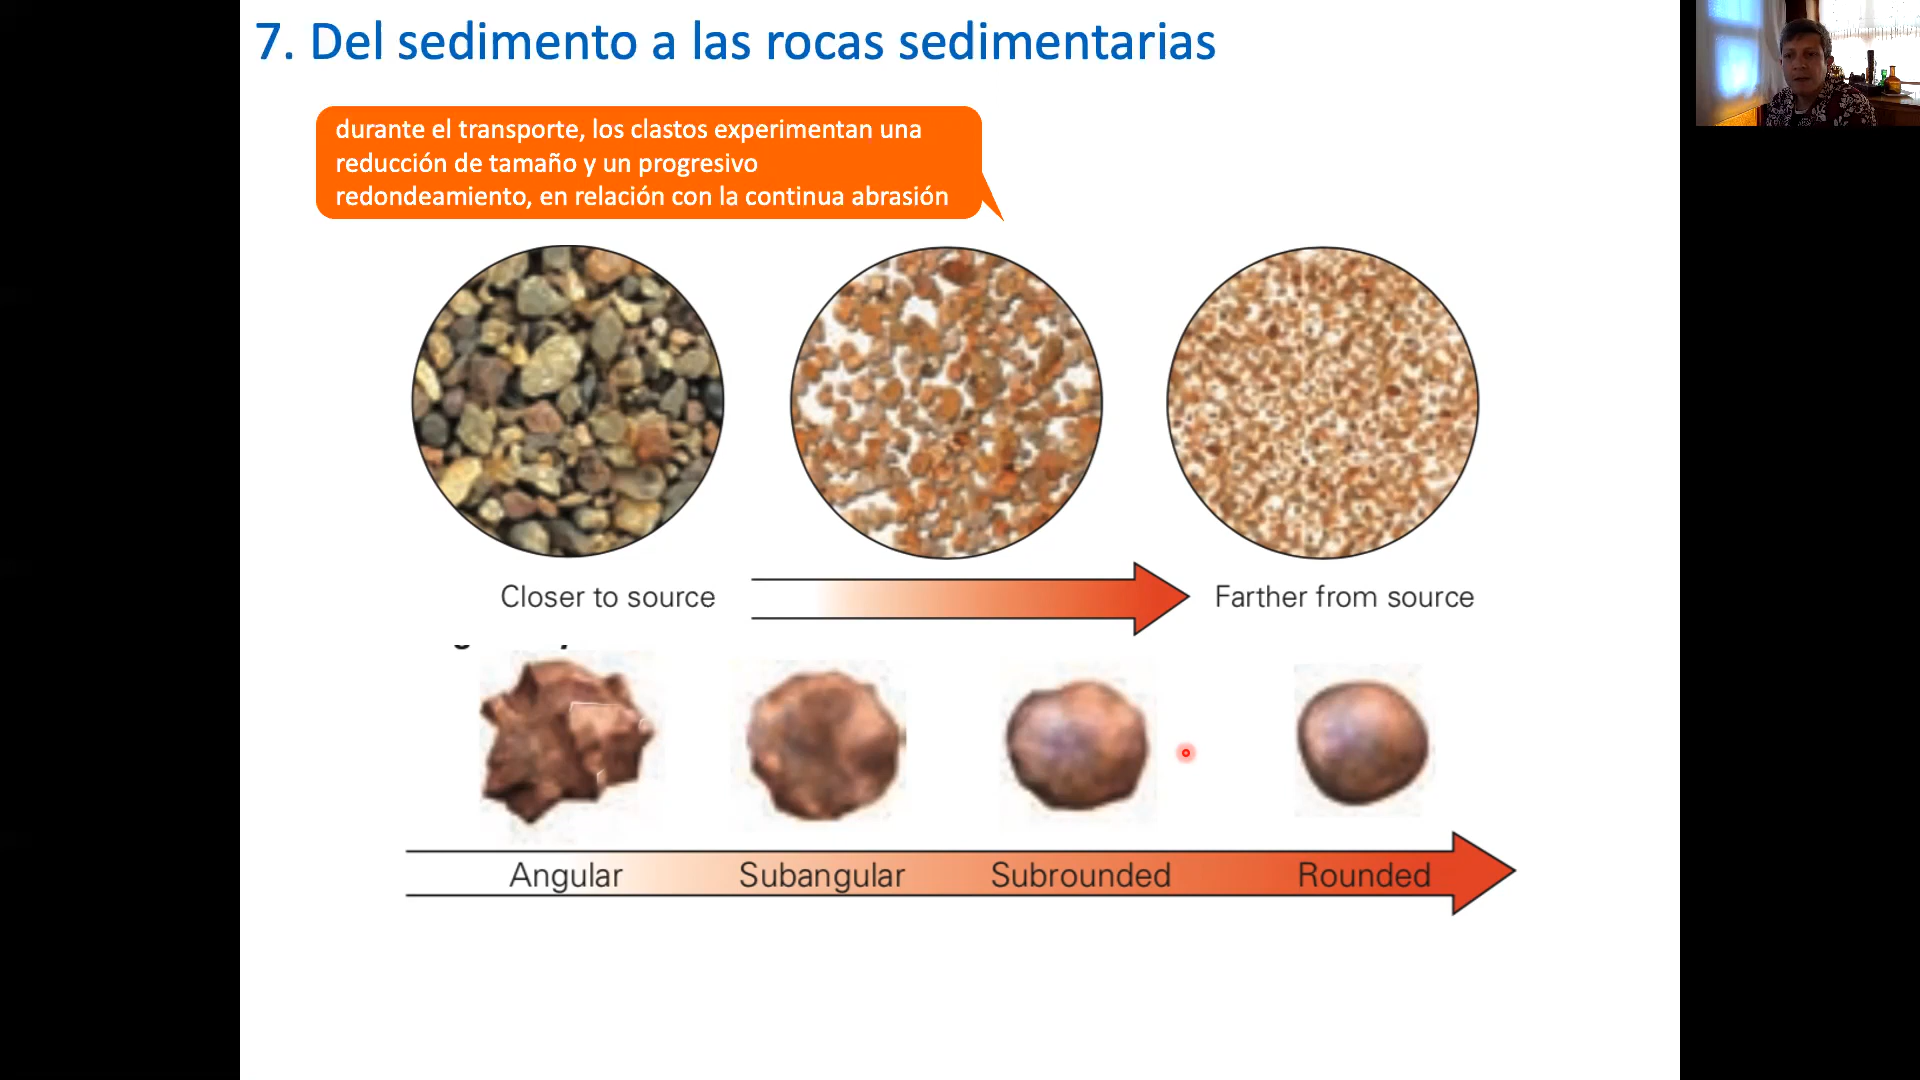 7. Del sedimento a las rocas sedimentarias
durante el transporte, los clastos experimentan una
reducción de tamaño y un progresivo
redondeamiento, en relación con la continua abrasión
Closer to source
Farther from source
Angular
Subangular
Subrounded
Rounded